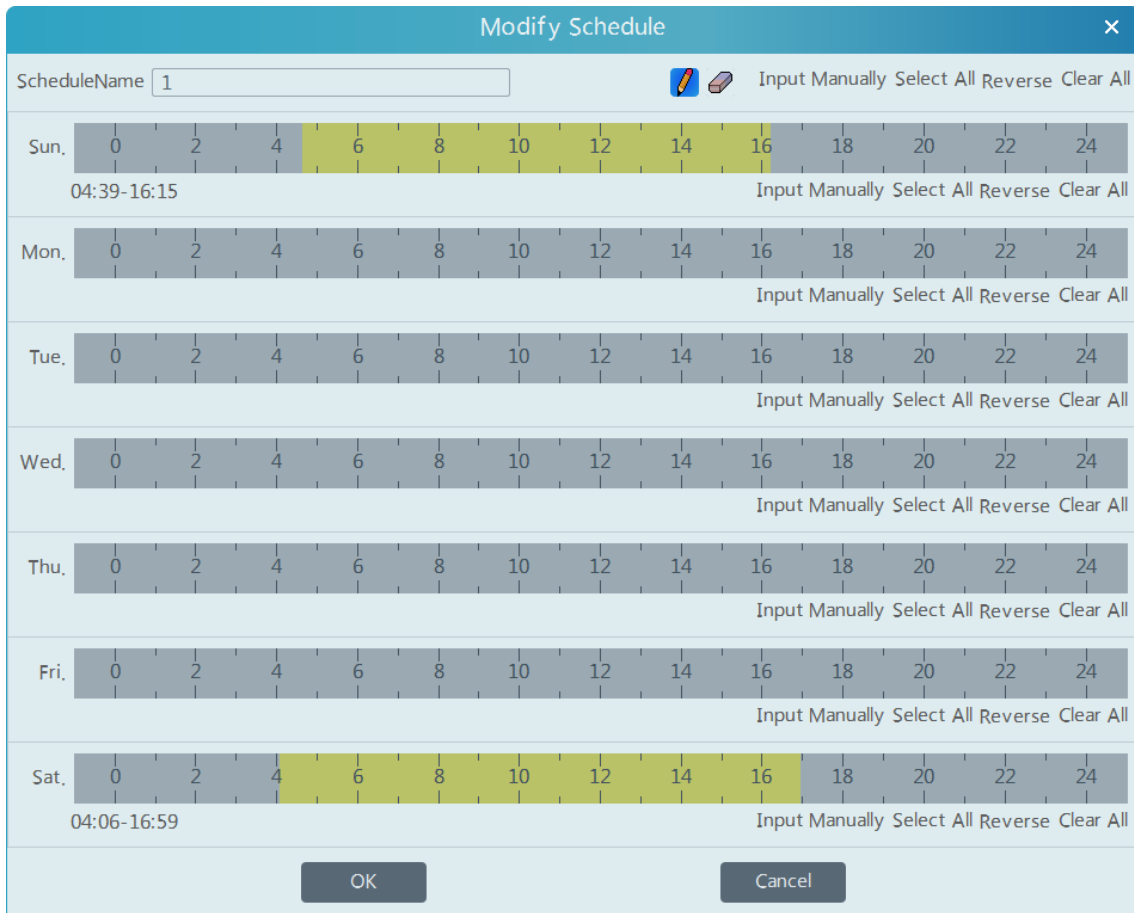 Modify Schedule
ScheduleName 1 Input Manually Select All Reverse Clear All
Sun. 0 2 4 6 8 10 12 14 16 18 20 22 24
04:39-16:15 Input Manually Select All Reverse Clear All
Mon. 0 2 4 6 8 10 12 14 16 18 20 22 24
Input Manually Select All Reverse Clear All
Tue. 0 2 4 6 8 10 12 14 16 18 20 22 24
Input Manually Select All Reverse Clear All
Wed. 0 2 4 6 8 10 12 14 16 18 20 22 24
Input Manually Select All Reverse Clear All
Thu. 0 2 4 6 8 10 12 14 16 18 20 22 24
Input Manually Select All Reverse Clear All
Fri. 0 2 4 6 8 10 12 14 16 18 20 22 24
Input Manually Select All Reverse Clear All
Sat. 0 2 4 6 8 10 12 14 16 18 20 22 24
04:06-16:59 Input Manually Select All Reverse Clear All
OK Cancel